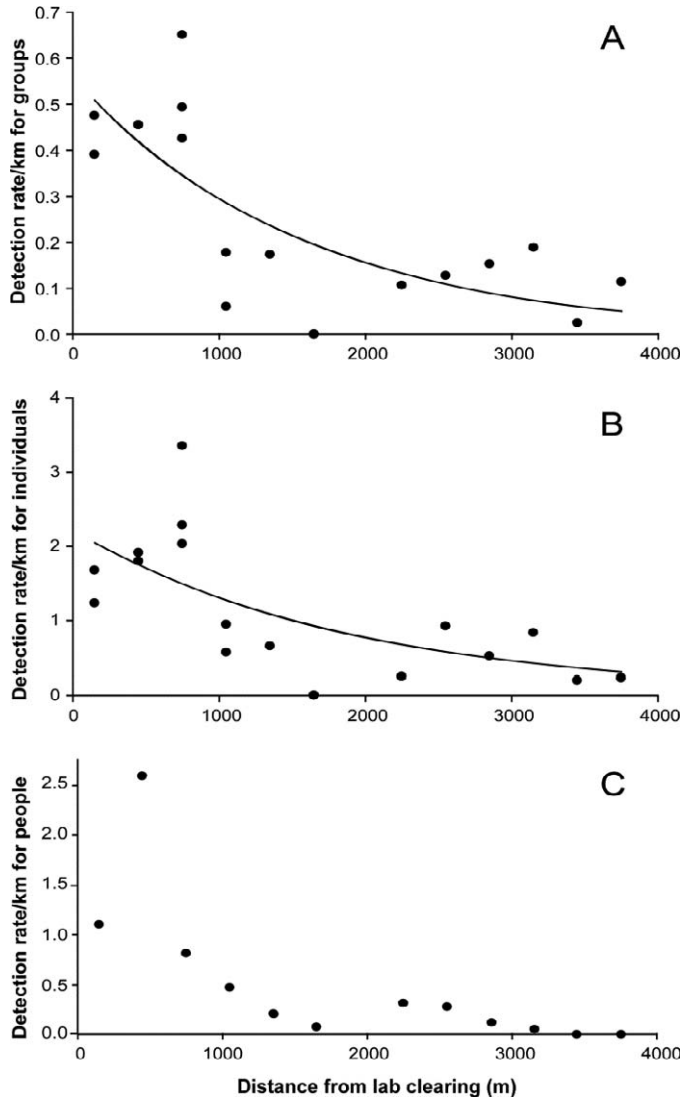 A
Detection rate/km for groups
0.7
0.6
0.5
0.4
0.3
0.2
0.1
0.0
0 1000 2000 3000 4000
B
Detection rate/km for individuals
4
3
2
1
0
0 1000 2000 3000 4000
C
Detection rate/km for people
2.5
2.0
1.0
0.5
0.0
0 1000 2000 3000 4000
Distance from lab clearing (m)